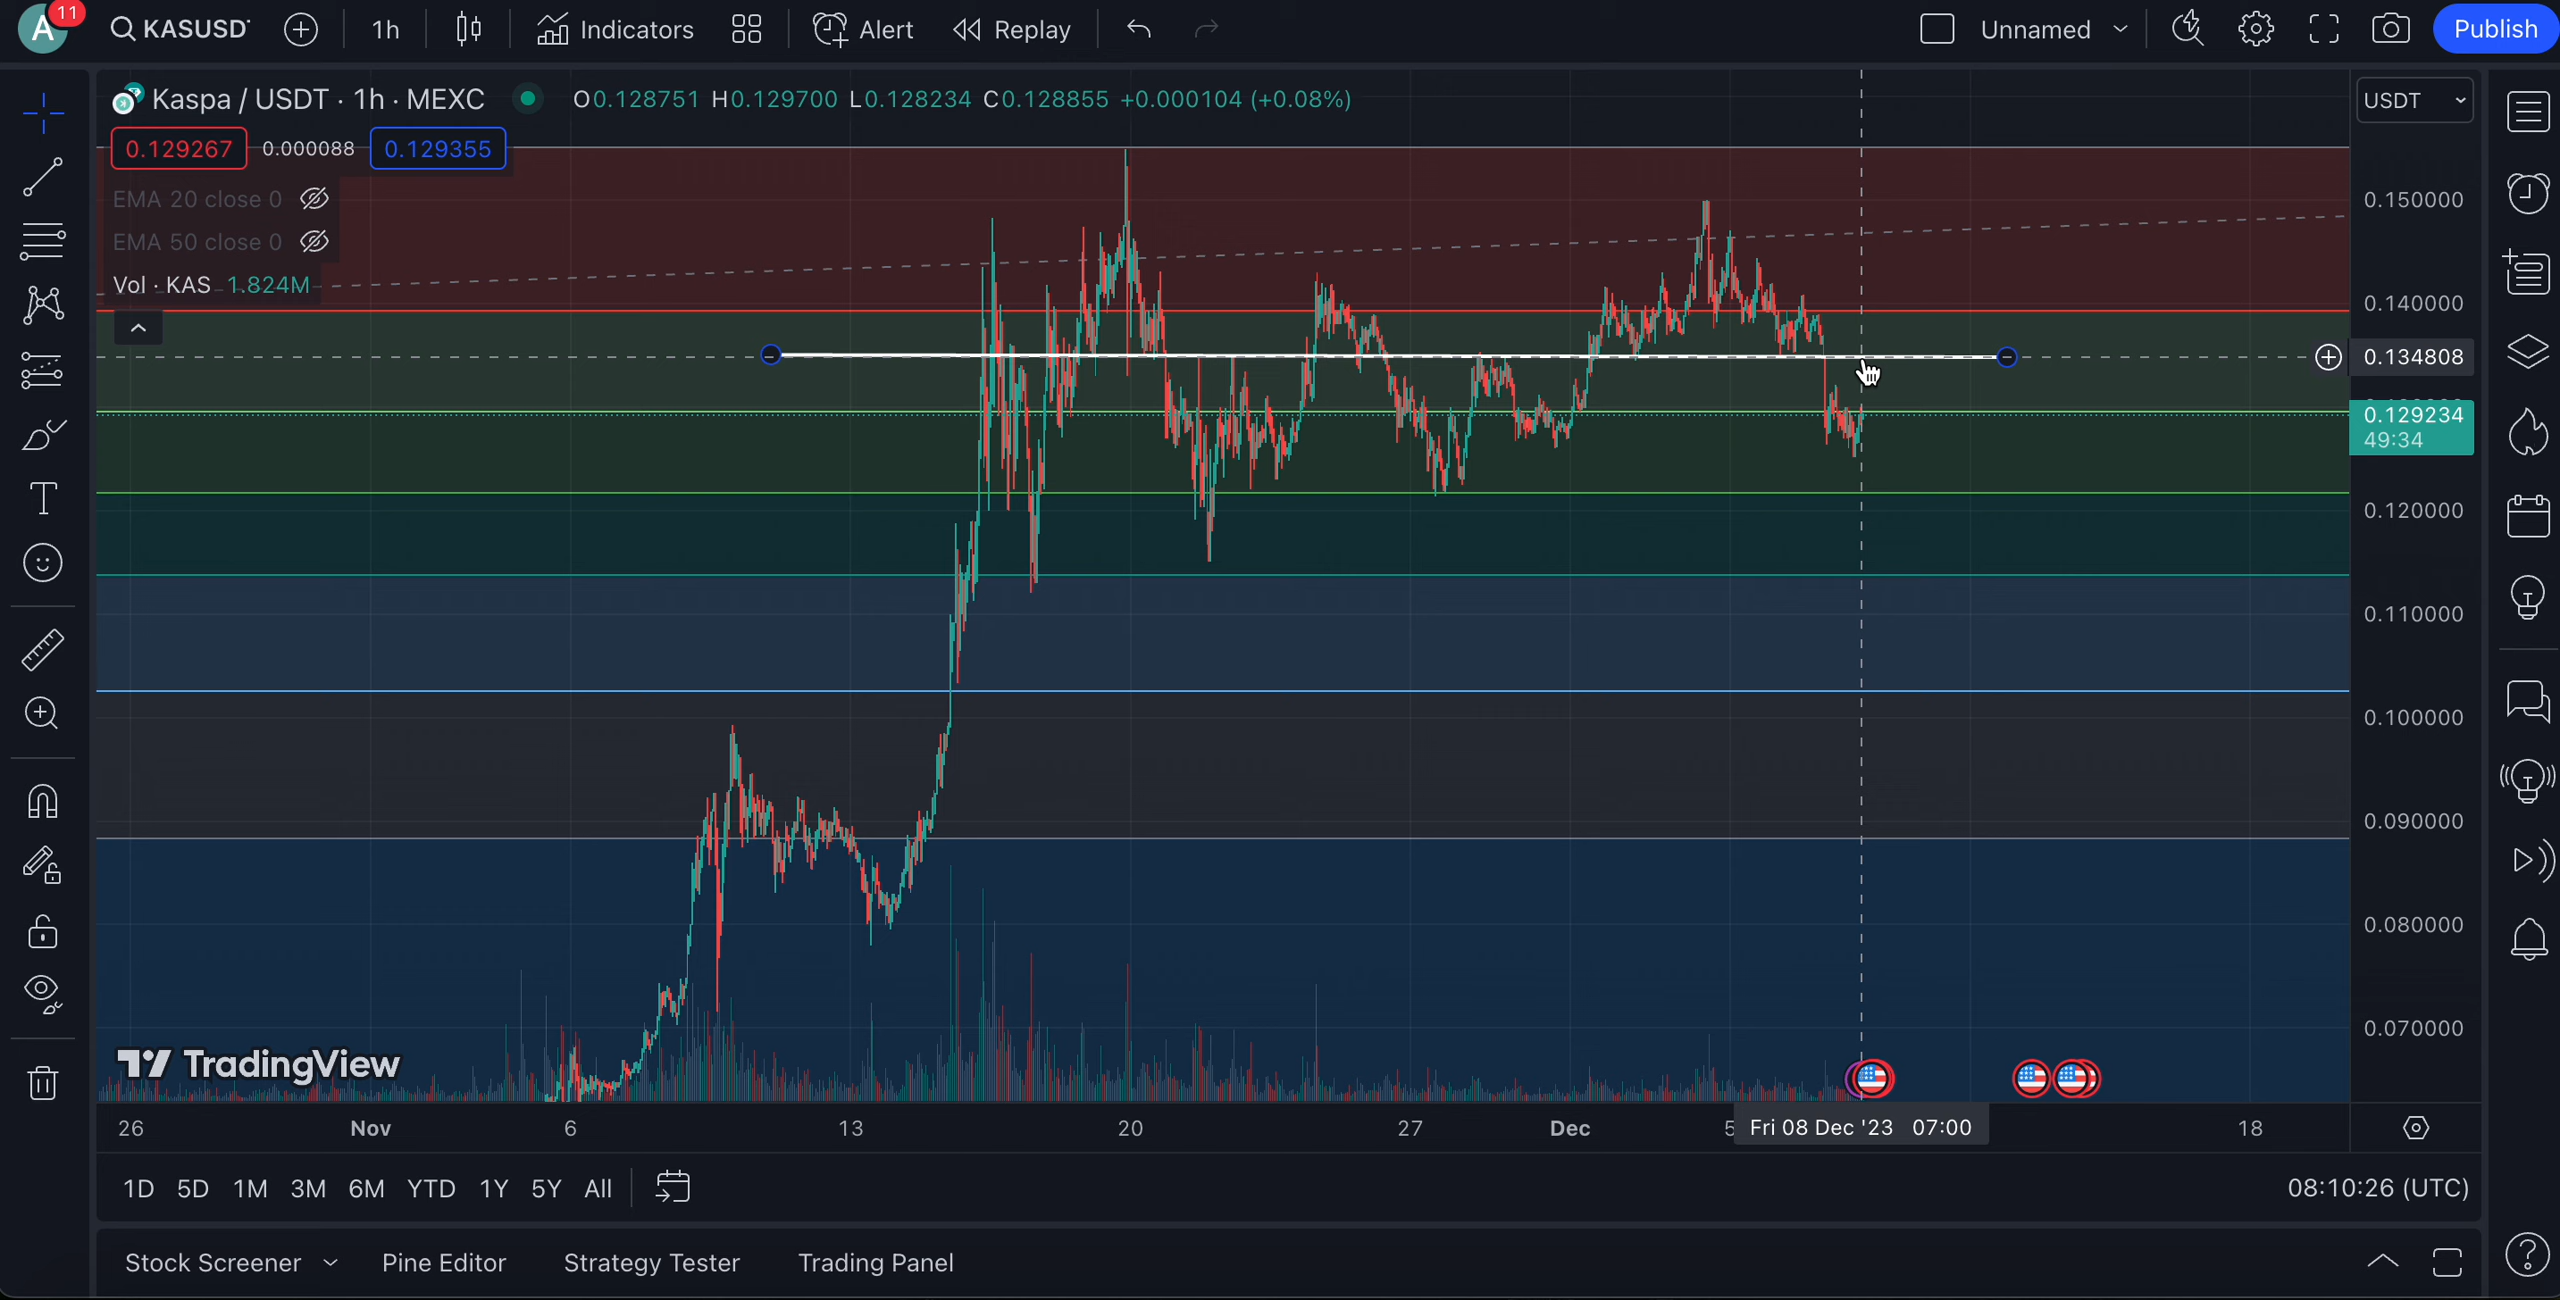 A 11 KASUSDT 1h Indicators Alert Replay Unnamed Publish
Kaspa / USDT · 1h · MEXC O0.128751 H0.129700 L0.128234 C0.128855 +0.000104 (+0.08%)
USDT
0.129267 0.000088 0.129355
EMA 20 close 0
EMA 50 close 0
Vol · KAS 1.824M
0.150000
0.140000
0.134808
0.129234
49:34
0.120000
0.110000
0.100000
0.090000
0.080000
0.070000
TradingView
26 Nov 6 13 20 27 Dec 5 Fri 08 Dec '23 07:00 18
1D 5D 1M 3M 6M YTD 1Y 5Y All 08:10:26 (UTC)
Stock Screener Pine Editor Strategy Tester Trading Panel